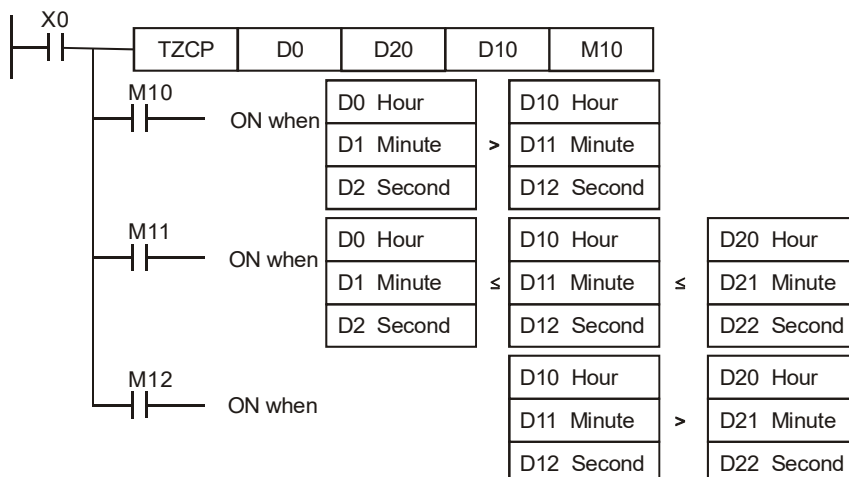 X0
TZCP D0 D20 D10 M10
M10
ON when
D0 Hour
D1 Minute
D2 Second
>
D10 Hour
D11 Minute
D12 Second
M11
ON when
D0 Hour
D1 Minute
D2 Second
≤
D10 Hour
D11 Minute
D12 Second
≤
D20 Hour
D21 Minute
D22 Second
M12
ON when
D10 Hour
D11 Minute
D12 Second
>
D20 Hour
D21 Minute
D22 Second